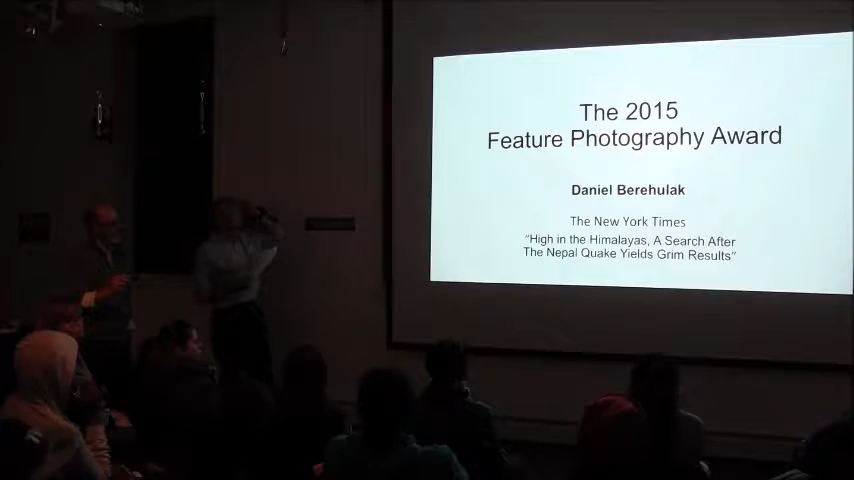 The 2015
Feature Photography Award
Daniel Berehulak
The New York Times
“High in the Himalayas, A Search After
The Nepal Quake Yields Grim Results”